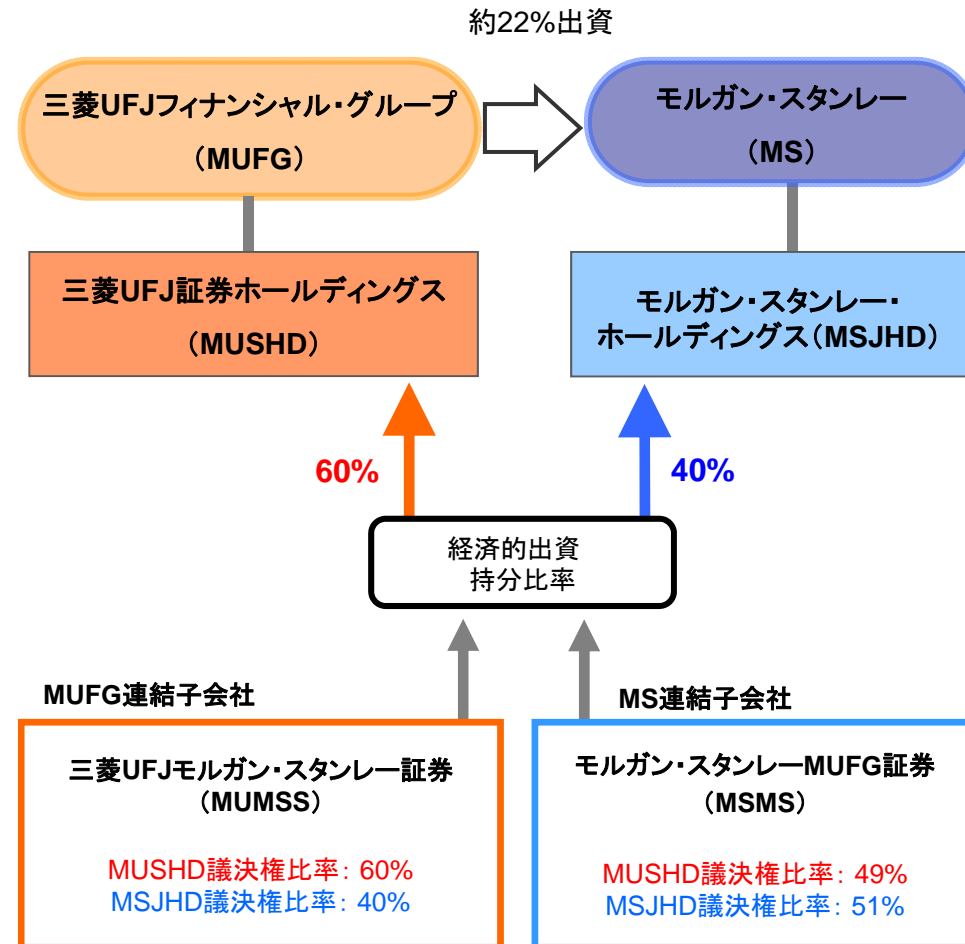 約22%出資
三菱UFJフィナンシャル・グループ
（MUFG）
モルガン・スタンレー
（MS）
三菱UFJ証券ホールディングス
（MUSHD）
モルガン・スタンレー・
ホールディングス（MSJHD）
60%
40%
経済的出資
持分比率
MUFG連結子会社
MS連結子会社
三菱UFJモルガン・スタンレー証券
（MUMSS）
MUSHD議決権比率： 60%
MSJHD議決権比率： 40%
モルガン・スタンレーMUFG証券
（MSMS）
MUSHD議決権比率： 49%
MSJHD議決権比率： 51%